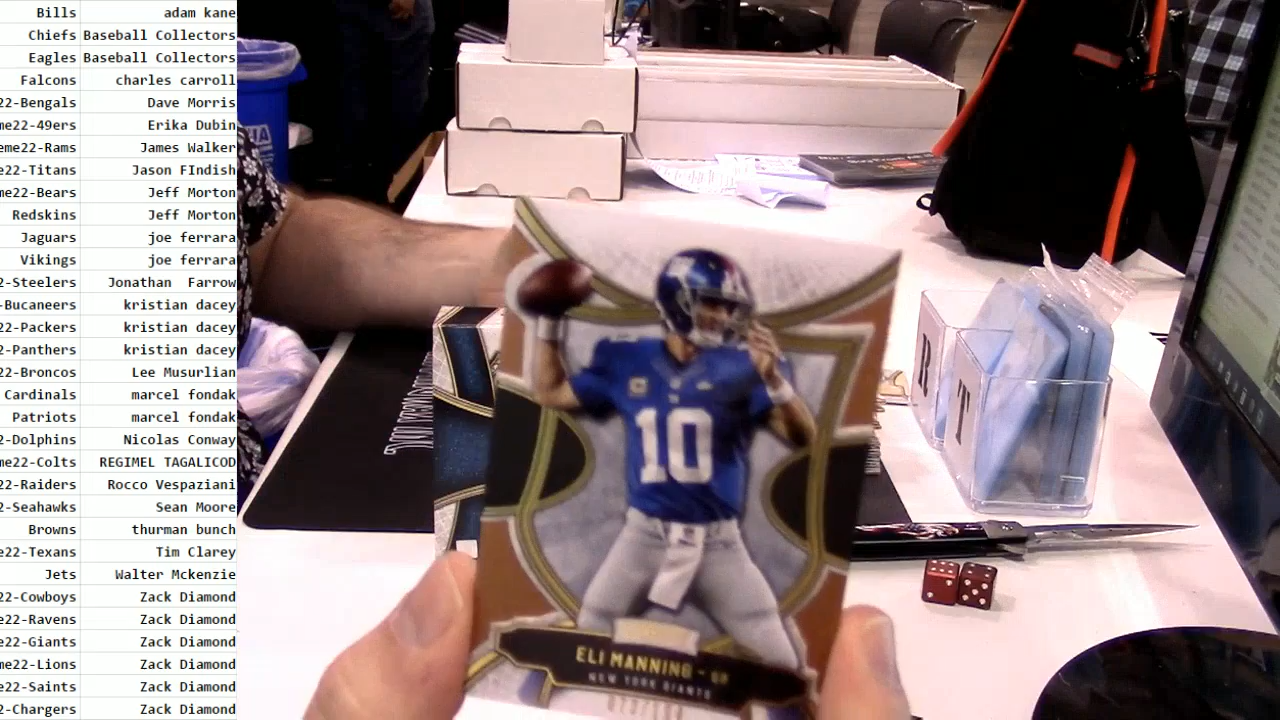 Bills adam kane
Chiefs Baseball Collectors
Eagles Baseball Collectors
Falcons charles carroll
22-Bengals Dave Morris
me22-49ers Erika Dubin
eme22-Rams James Walker
22-Titans Jason FIndish
me22-Bears Jeff Morton
Redskins Jeff Morton
Jaguars joe ferrara
Vikings joe ferrara
2-Steelers Jonathan Farrow
-Bucaneers kristian dacey
22-Packers kristian dacey
2-Panthers kristian dacey
22-Broncos Lee Musurlian
Cardinals marcel fondak
Patriots marcel fondak
2-Dolphins Nicolas Conway
me22-Colts REGIMEL TAGALICOD
22-Raiders Rocco Vespaziani
2-Seahawks Sean Moore
Browns thurman bunch
e22-Texans Tim Clarey
Jets Walter Mckenzie
22-Cowboys Zack Diamond
e22-Ravens Zack Diamond
e22-Giants Zack Diamond
me22-Lions Zack Diamond
e22-Saints Zack Diamond
2-Chargers Zack Diamond
10
ELI MANNING - QB
NEW YORK GIANTS
R
T